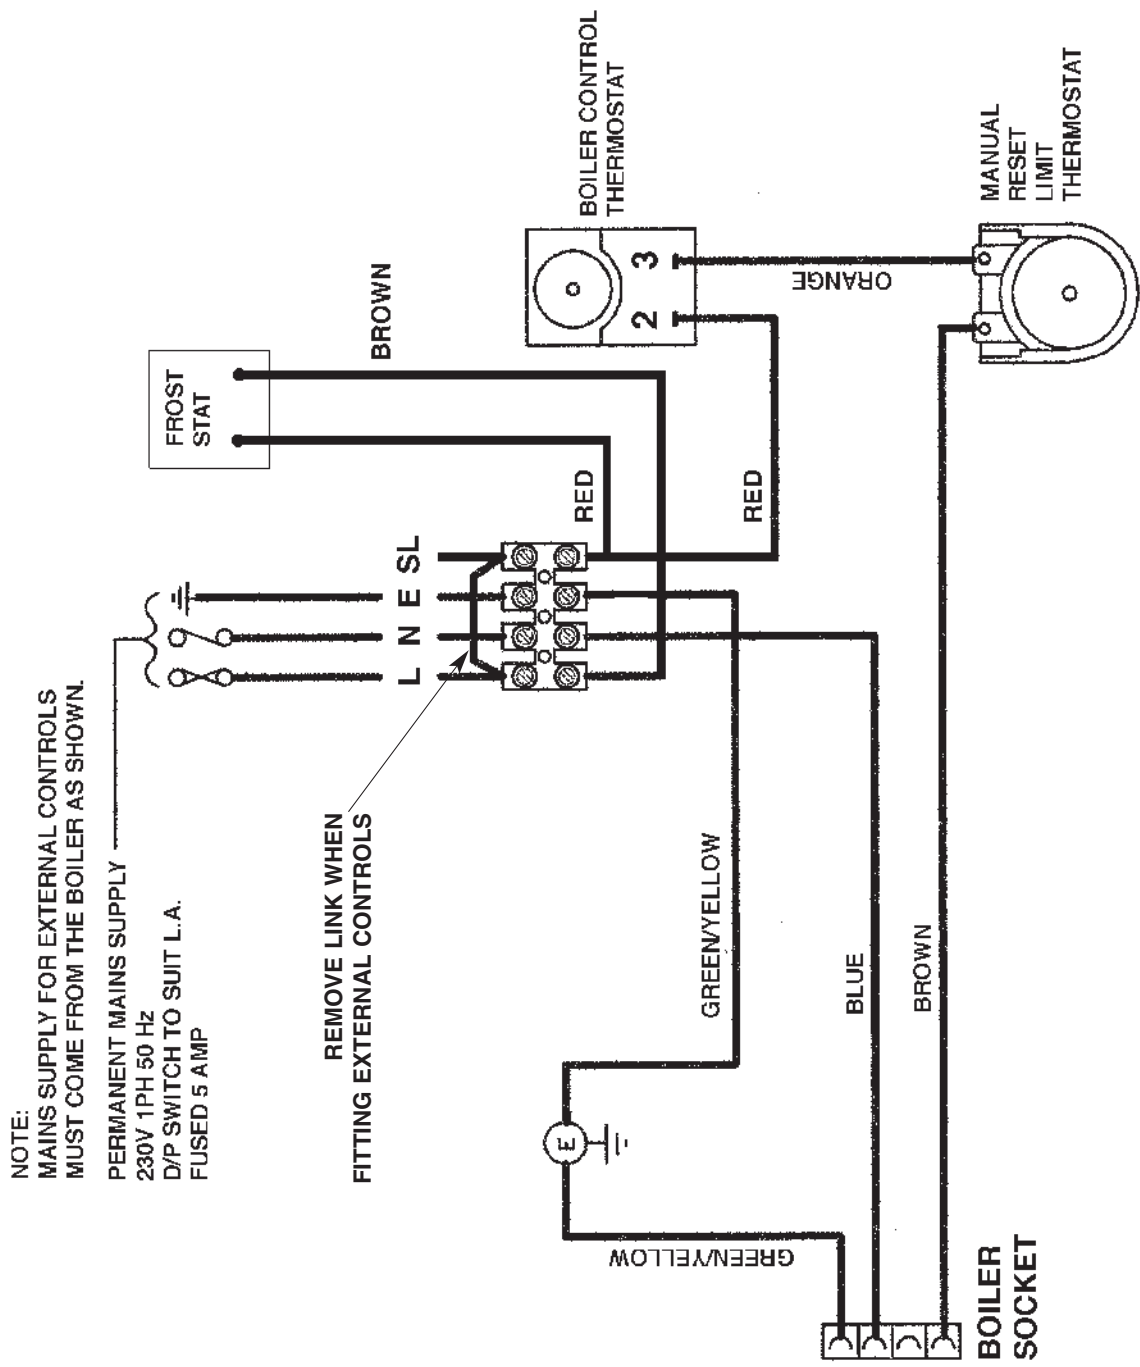 NOTE:
MAINS SUPPLY FOR EXTERNAL CONTROLS
MUST COME FROM THE BOILER AS SHOWN.
PERMANENT MAINS SUPPLY
230V 1PH 50 Hz
D/P SWITCH TO SUIT L.A.
FUSED 5 AMP
REMOVE LINK WHEN
FITTING EXTERNAL CONTROLS
L
N
E
SL
FROST
STAT
BROWN
RED
RED
BOILER CONTROL
THERMOSTAT
2
3
ORANGE
MANUAL
RESET
LIMIT
THERMOSTAT
GREEN/YELLOW
BLUE
BROWN
E
GREEN/YELLOW
BOILER
SOCKET